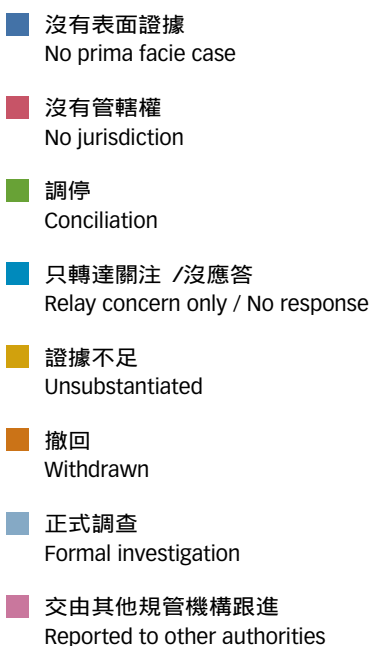 沒有表面證據
No prima facie case
沒有管轄權
No jurisdiction
調停
Conciliation
只轉達關注 /沒應答
Relay concern only / No response
證據不足
Unsubstantiated
撤回
Withdrawn
正式調查
Formal investigation
交由其他規管機構跟進
Reported to other authorities